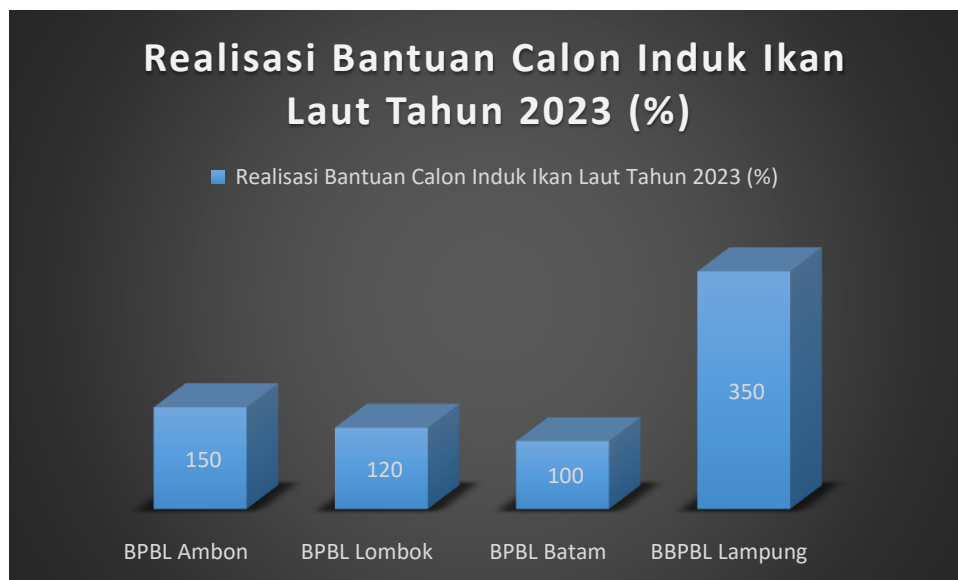 Realisasi Bantuan Calon Induk Ikan
Laut Tahun 2023 (%)
Realisasi Bantuan Calon Induk Ikan Laut Tahun 2023 (%)
150
120
100
350
BPBL Ambon
BPBL Lombok
BPBL Batam
BBPBL Lampung